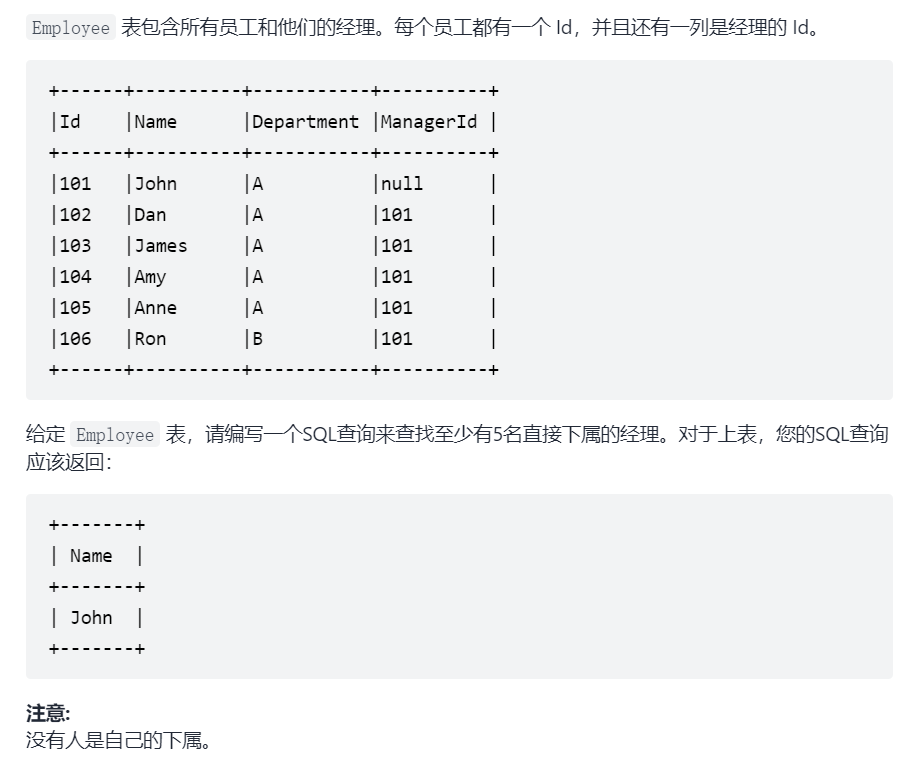 Employee 表包含所有员工和他们的经理。每个员工都有一个 Id，并且还有一列是经理的 Id。
+------+----------+-----------+----------+
|Id    |Name      |Department |ManagerId |
+------+----------+-----------+----------+
|101   |John      |A          |null      |
|102   |Dan       |A          |101       |
|103   |James     |A          |101       |
|104   |Amy       |A          |101       |
|105   |Anne      |A          |101       |
|106   |Ron       |B          |101       |
+------+----------+-----------+----------+
给定 Employee 表，请编写一个SQL查询来查找至少有5名直接下属的经理。对于上表，您的SQL查询
应该返回：
+-------+
| Name  |
+-------+
| John  |
+-------+
注意:
没有人是自己的下属。